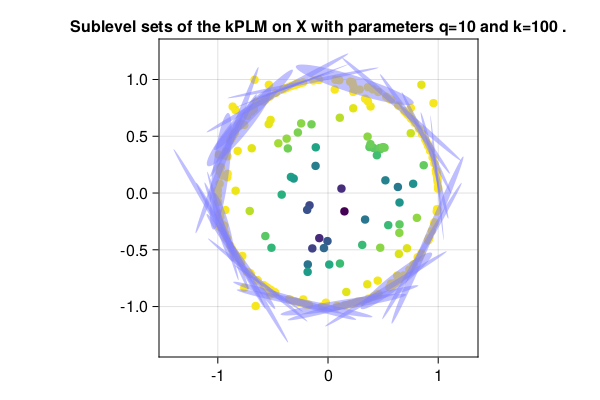 Sublevel sets of the kPLM on X with parameters q=10 and k=100 .
1.0
0.5
0.0
-0.5
-1.0
-1 0 1